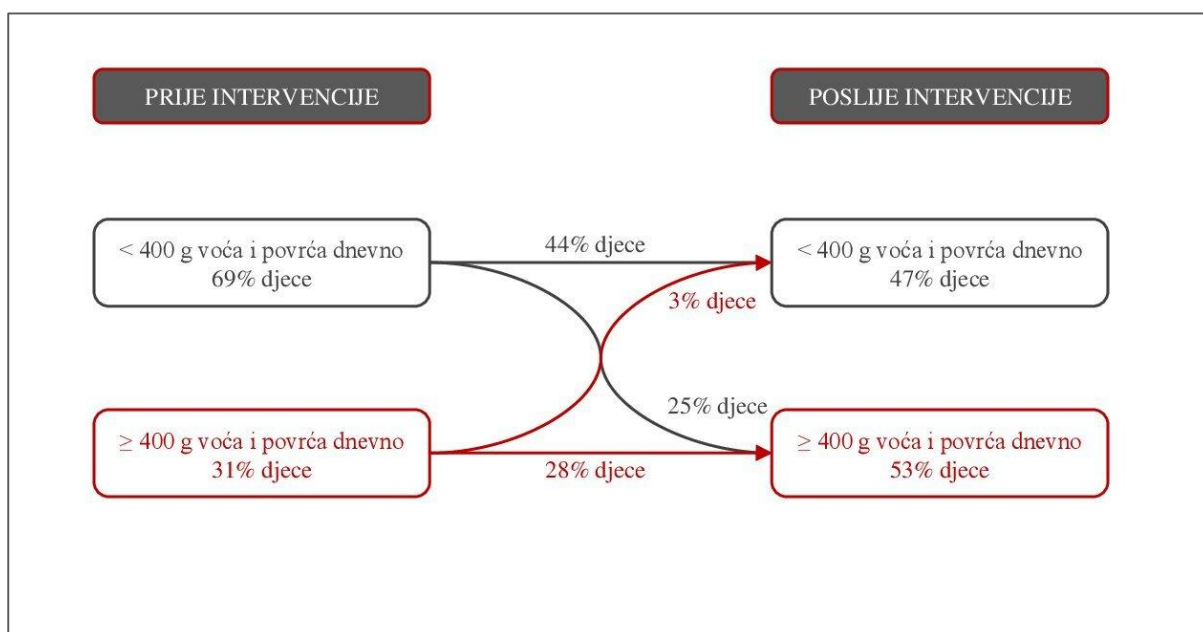 PRIJE INTERVENCIJE
POSLIJE INTERVENCIJE
< 400 g voća i povrća dnevno
69% djece
44% djece
< 400 g voća i povrća dnevno
47% djece
3% djece
25% djece
≥ 400 g voća i povrća dnevno
31% djece
28% djece
≥ 400 g voća i povrća dnevno
53% djece